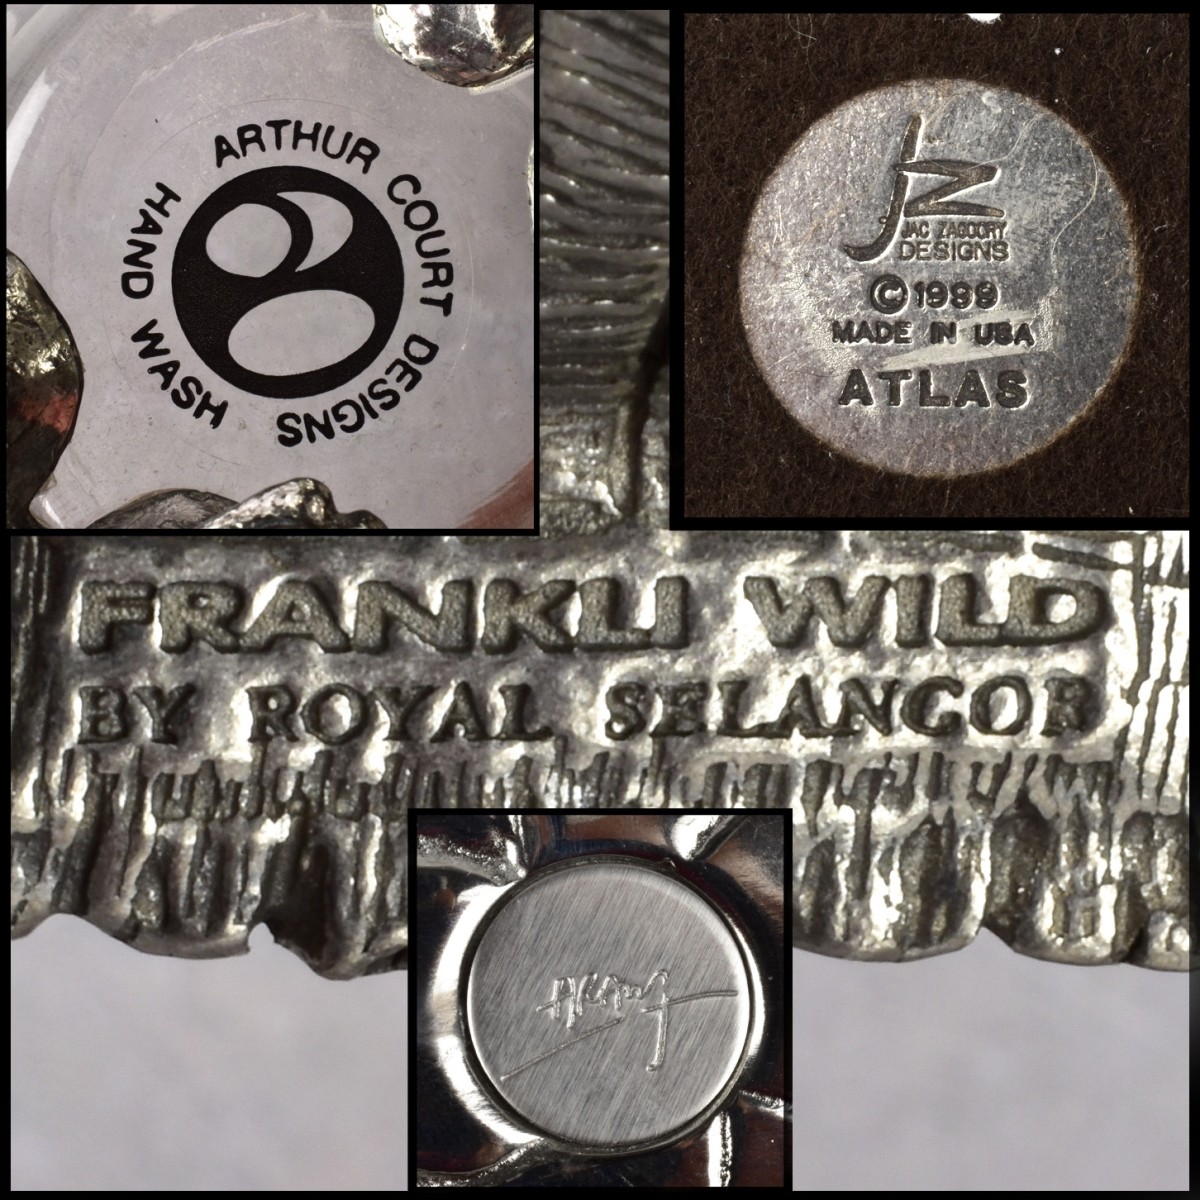 ARTHUR COURT DESIGNS
HAND WASH
JZ
JAC ZAGOORY
DESIGNS
©1999
MADE IN USA
ATLAS
FRANKLI WILD
BY ROYAL SELANGOR